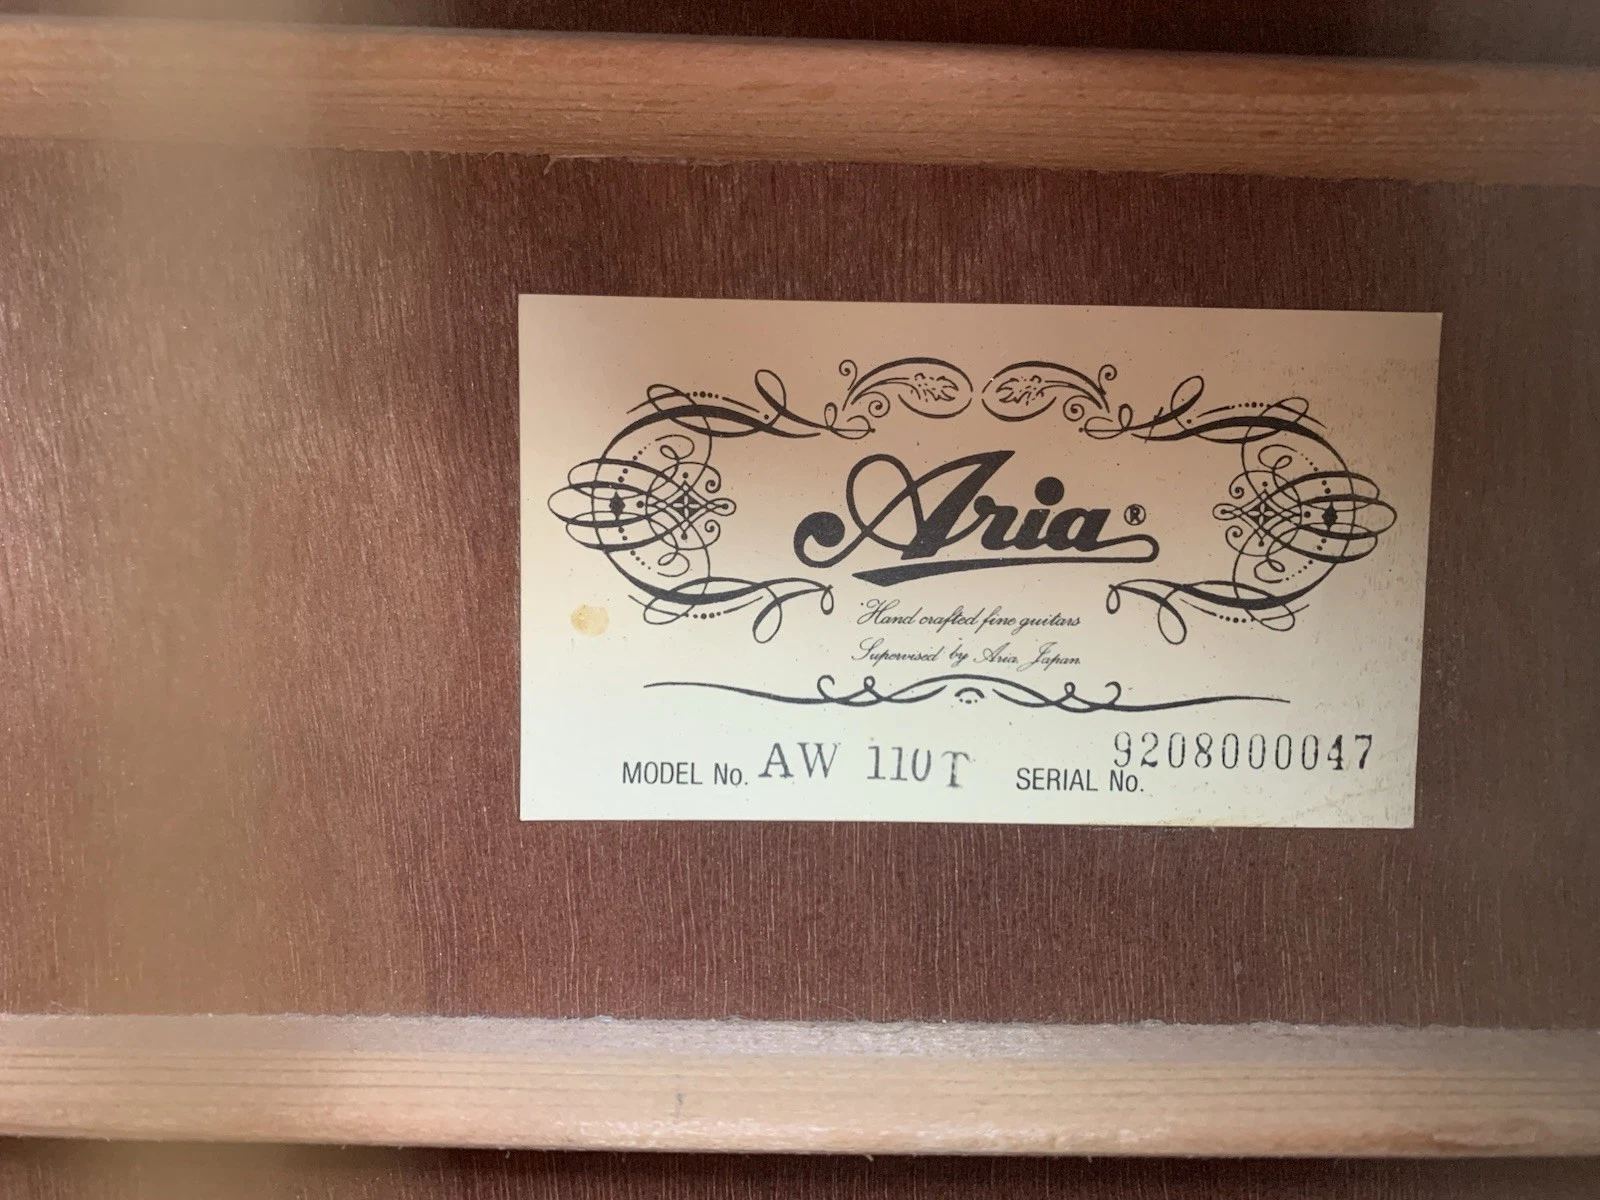 Aria®
Hand crafted fine guitars
Supervised by Aria Japan.
MODEL No. AW 110T SERIAL No. 9208000047